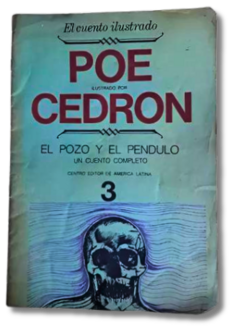 El cuento ilustrado
POE
ILUSTRADO POR
CEDRON
EL POZO Y EL PENDULO
UN CUENTO COMPLETO
CENTRO EDITOR DE AMERICA LATINA
3